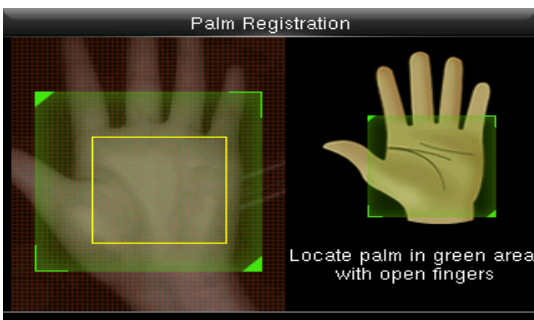 Palm Registration
Locate palm in green area
with open fingers